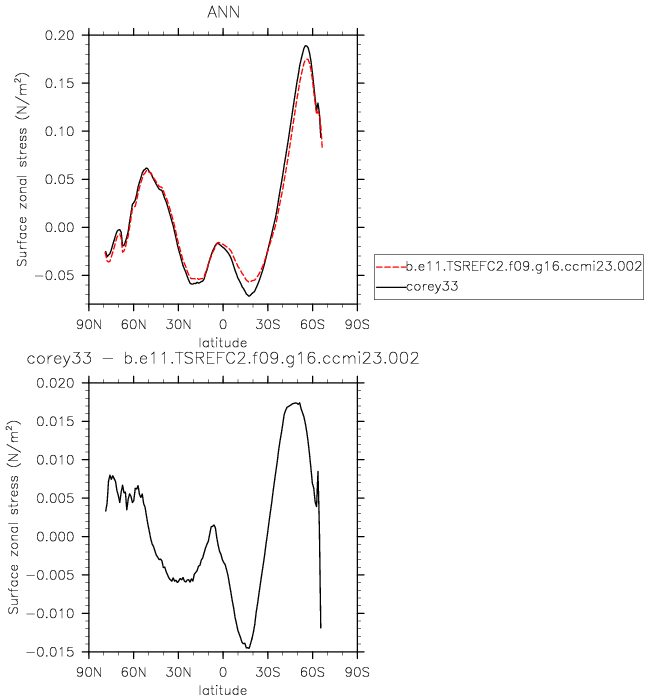 ANN
Surface zonal stress (N/m²)
0.20
0.15
0.10
0.05
0.00
−0.05
90N 60N 30N 0 30S 60S 90S
latitude
b.e11.TSREFC2.f09.g16.ccmi23.002
corey33
corey33 − b.e11.TSREFC2.f09.g16.ccmi23.002
Surface zonal stress (N/m²)
0.020
0.015
0.010
0.005
0.000
−0.005
−0.010
−0.015
90N 60N 30N 0 30S 60S 90S
latitude